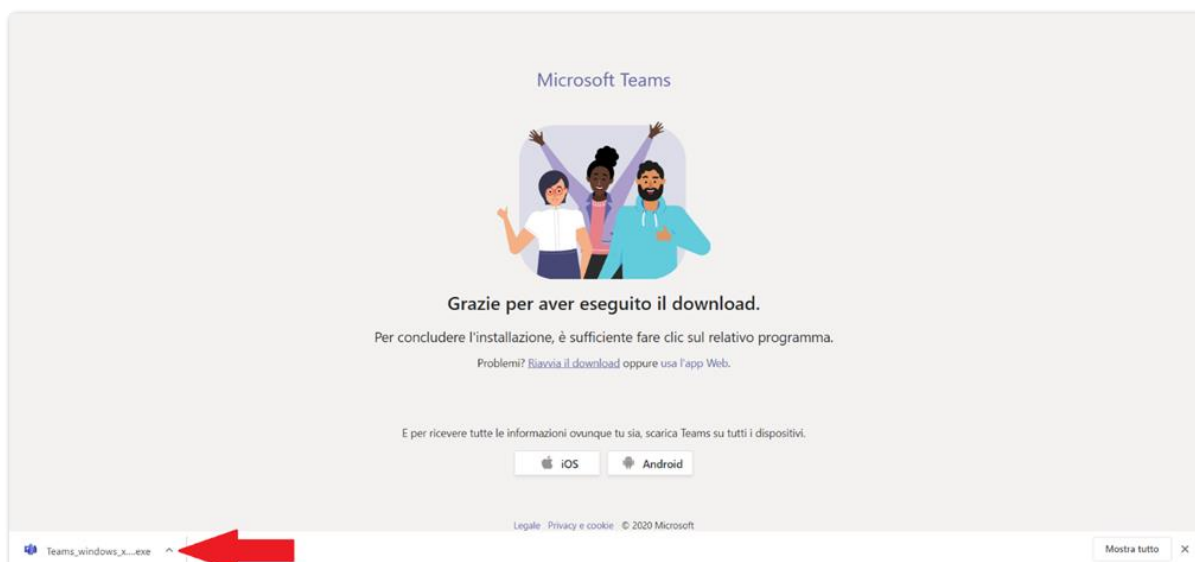 Microsoft Teams
Grazie per aver eseguito il download.
Per concludere l'installazione, è sufficiente fare clic sul relativo programma.
Problemi? Riavvia il download oppure usa l'app Web.
E per ricevere tutte le informazioni ovunque tu sia, scarica Teams su tutti i dispositivi.
iOS Android
Legale Privacy e cookie © 2020 Microsoft
Teams_windows_x....exe Mostra tutto